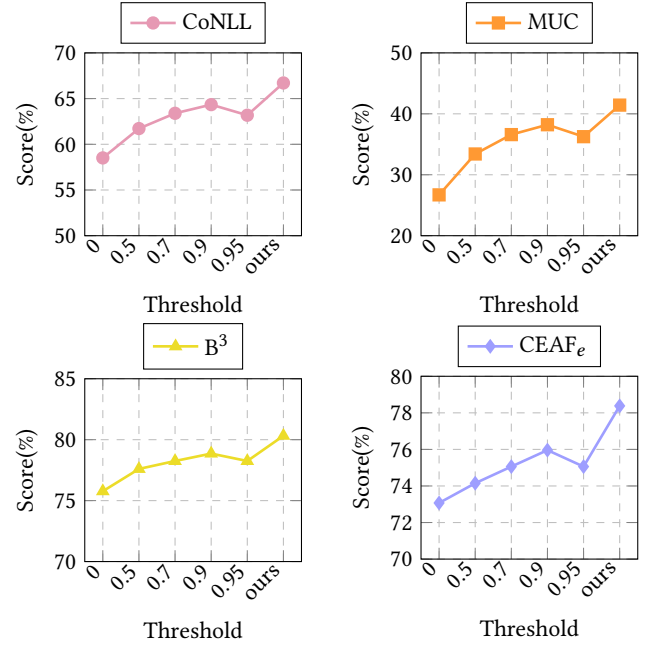 CoNLL
70
65
60
55
50
Score(%)
0
0.5
0.7
0.9
0.95
ours
Threshold
MUC
50
40
30
20
Score(%)
0
0.5
0.7
0.9
0.95
ours
Threshold
B³
85
80
75
70
Score(%)
0
0.5
0.7
0.9
0.95
ours
Threshold
CEAFₑ
80
78
76
74
72
70
Score(%)
0
0.5
0.7
0.9
0.95
ours
Threshold